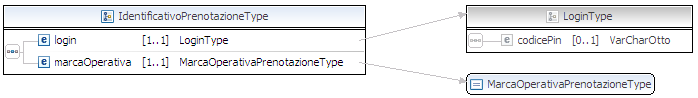 IdentificativoPrenotazioneType
e login [1..1] LoginType
e marcaOperativa [1..1] MarcaOperativaPrenotazioneType
LoginType
e codicePin [0..1] VarCharOtto
MarcaOperativaPrenotazioneType